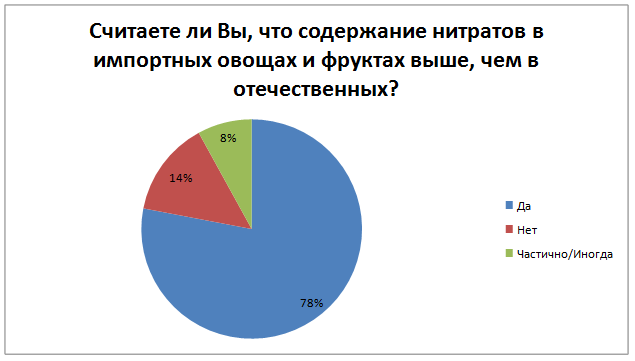 Считаете ли Вы, что содержание нитратов в
импортных овощах и фруктах выше, чем в
отечественных?
8%
14%
78%
Да
Нет
Частично/Иногда